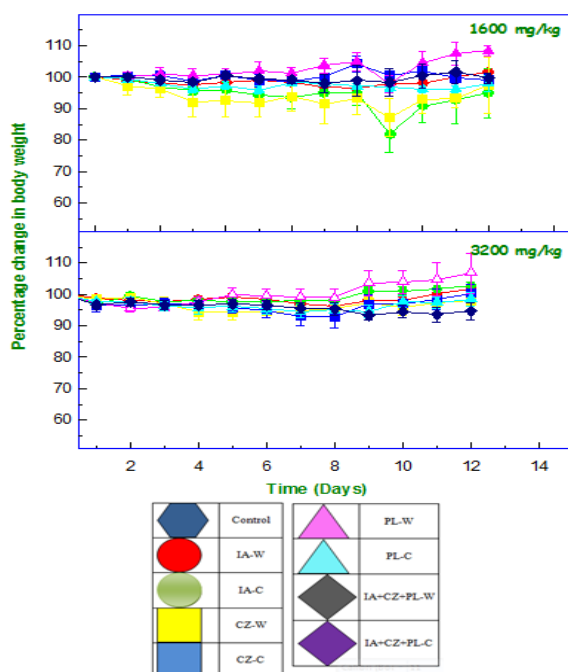 1600 mg/kg
110
100
90
80
70
60
3200 mg/kg
110
100
90
80
70
60
Percentage change in body weight
2 4 6 8 10 12 14
Time (Days)
Control PL-W
IA-W PL-C
IA-C IA+CZ+PL-W
CZ-W IA+CZ+PL-C
CZ-C